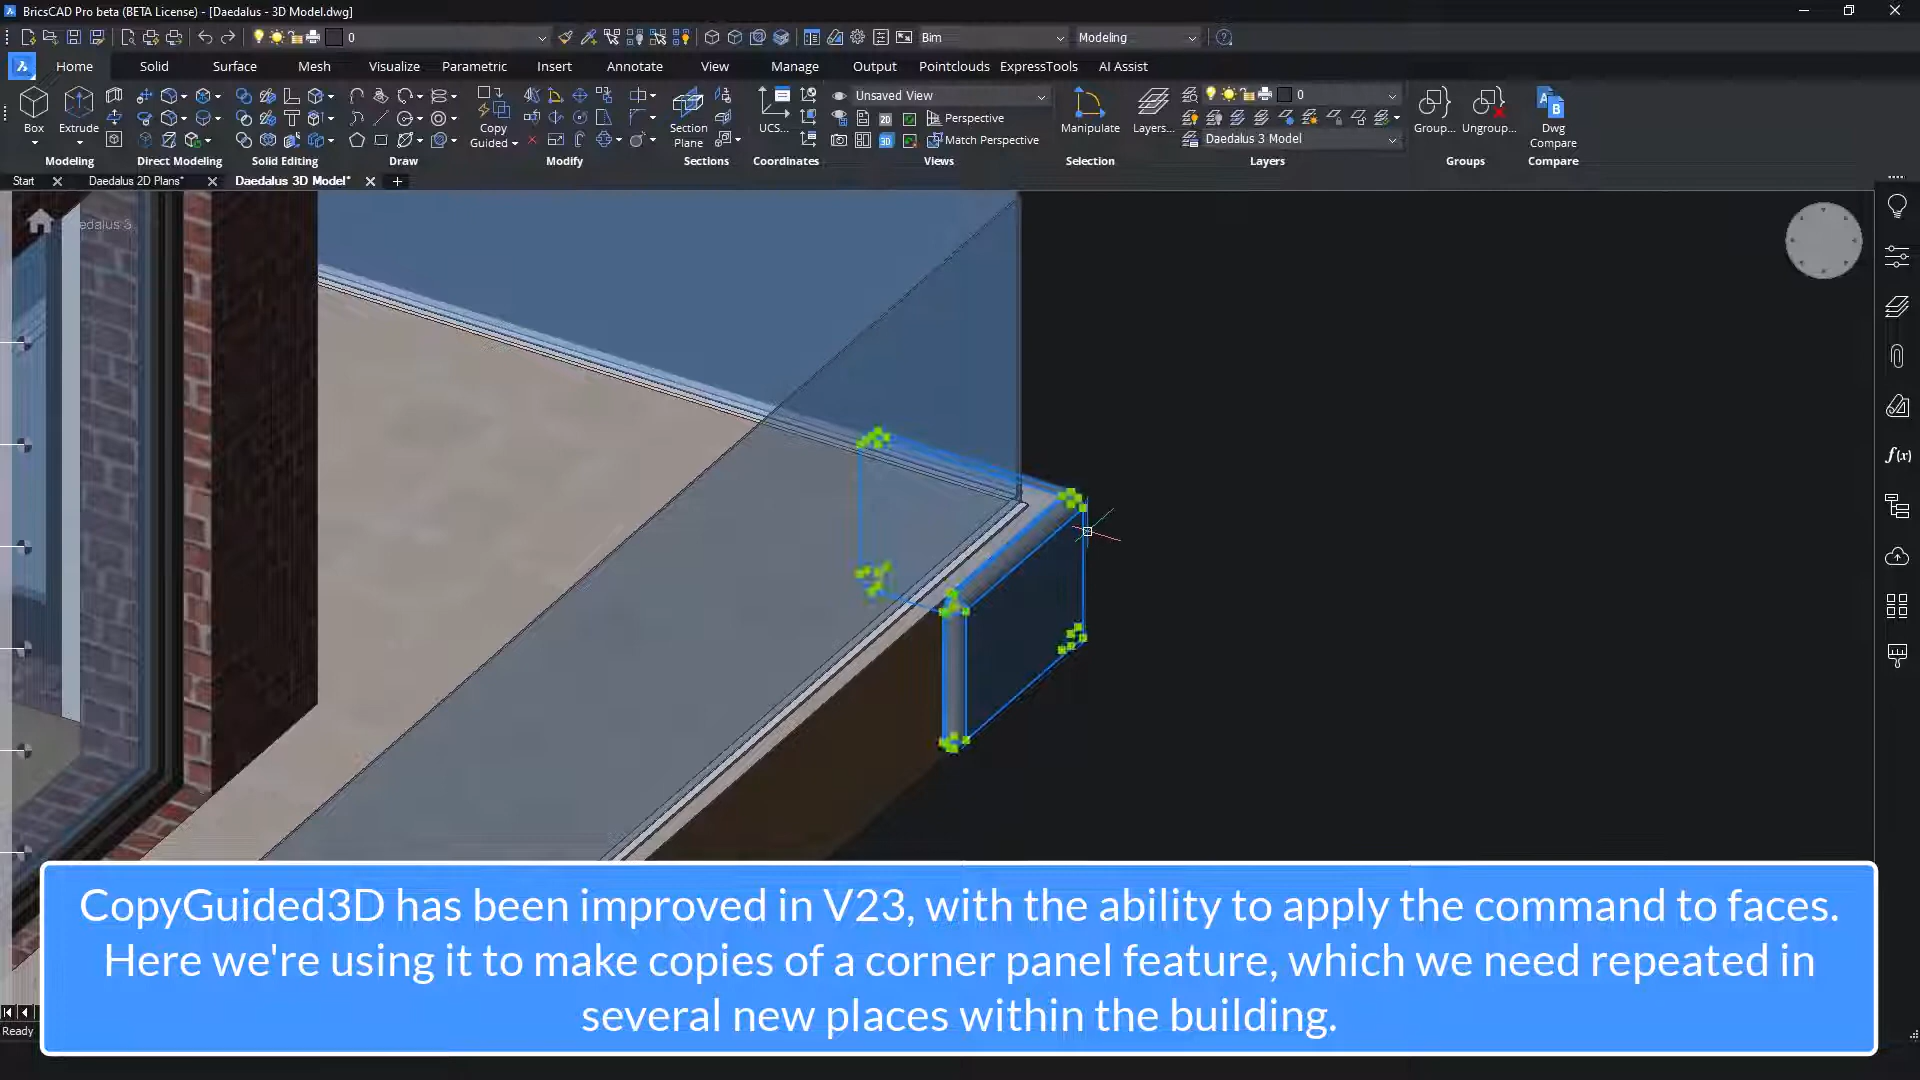 BricsCAD Pro beta (BETA License) - [Daedalus - 3D Model.dwg]
0
Bim
Modeling
Home
Solid
Surface
Mesh
Visualize
Parametric
Insert
Annotate
View
Manage
Output
Pointclouds
ExpressTools
AI Assist
Box
Extrude
Copy
Guided
Section
Plane
UCS...
Unsaved View
Perspective
Match Perspective
Manipulate
Layers...
0
Daedalus 3 Model
Group...
Ungroup...
Dwg
Compare
Modeling
Direct Modeling
Solid Editing
Draw
Modify
Sections
Coordinates
Views
Selection
Layers
Groups
Compare
Start
Daedalus 2D Plans*
Daedalus 3D Model*
edalus 3
f(x)
CopyGuided3D has been improved in V23, with the ability to apply the command to faces.
Here we're using it to make copies of a corner panel feature, which we need repeated in
several new places within the building.
Ready